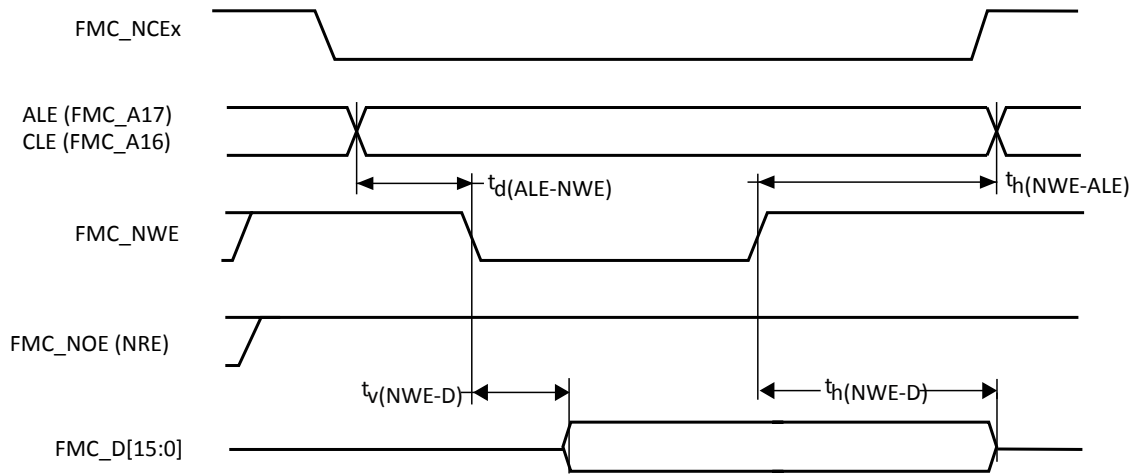 FMC_NCEx
ALE (FMC_A17)
CLE (FMC_A16)
td(ALE-NWE)
th(NWE-ALE)
FMC_NWE
FMC_NOE (NRE)
tv(NWE-D)
th(NWE-D)
FMC_D[15:0]